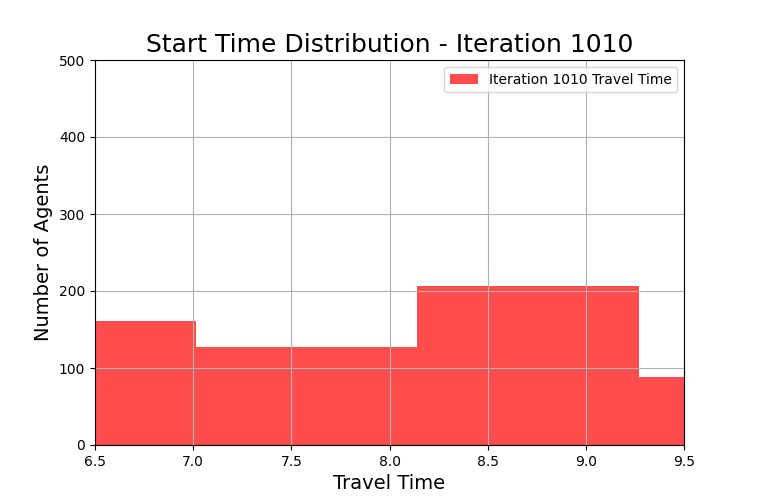 Start Time Distribution - Iteration 1010
Iteration 1010 Travel Time
Number of Agents
500
400
300
200
100
0
6.5 7.0 7.5 8.0 8.5 9.0 9.5
Travel Time